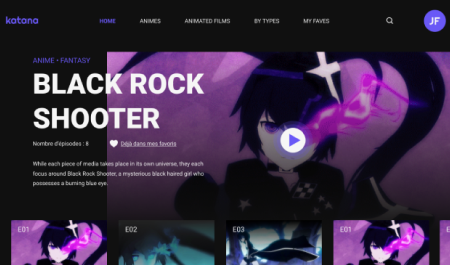 katana
HOME
ANIMES
ANIMATED FILMS
BY TYPES
MY FAVES
JF
ANIME • FANTASY
BLACK ROCK
SHOOTER
Nombre d'épisodes : 8
Déjà dans mes favoris
While each piece of media takes place in its own universe, they each
focus around Black Rock Shooter, a mysterious black haired girl who
possesses a burning blue eye.
E01
E02
E03
E01
E0